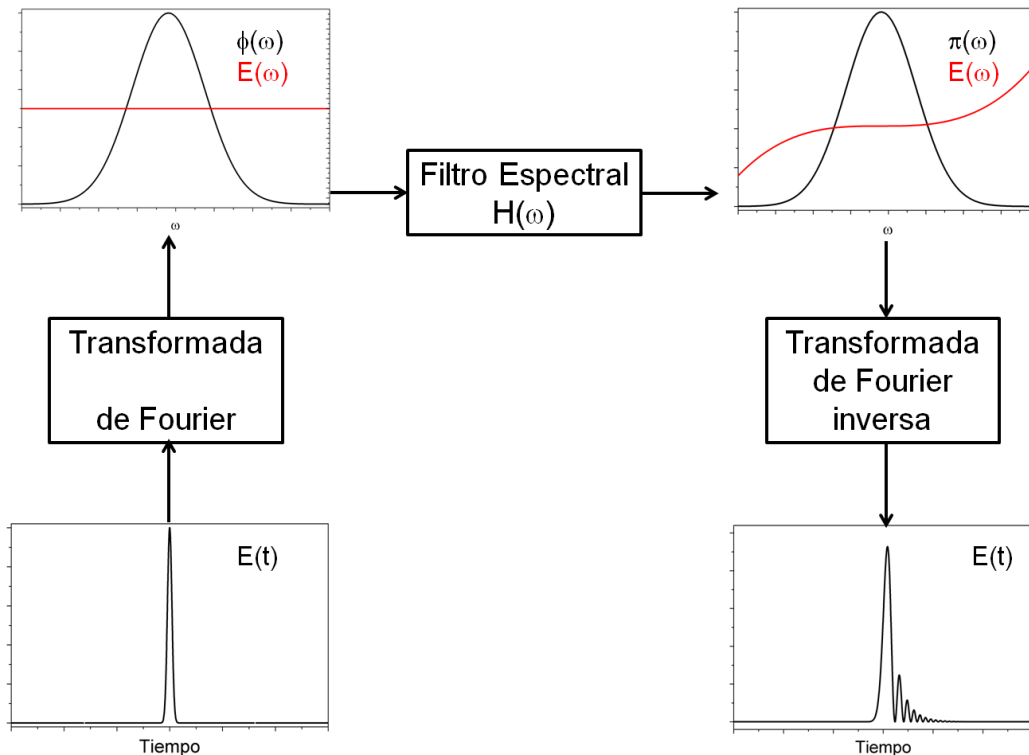 ϕ(ω)
E(ω)
ω
Filtro Espectral
H(ω)
π(ω)
E(ω)
ω
Transformada
de Fourier
Transformada
de Fourier
inversa
E(t)
Tiempo
E(t)
Tiempo